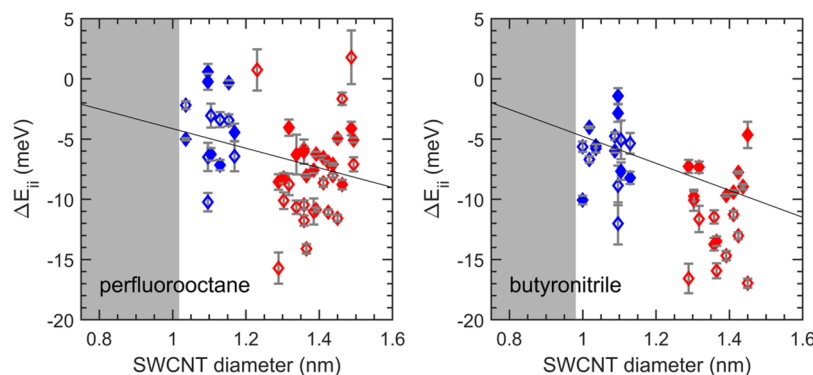 5
0
-5
-10
-15
-20
ΔEii (meV)
perfluorooctane
0.8 1 1.2 1.4 1.6
SWCNT diameter (nm)
5
0
-5
-10
-15
-20
ΔEii (meV)
butyronitrile
0.8 1 1.2 1.4 1.6
SWCNT diameter (nm)